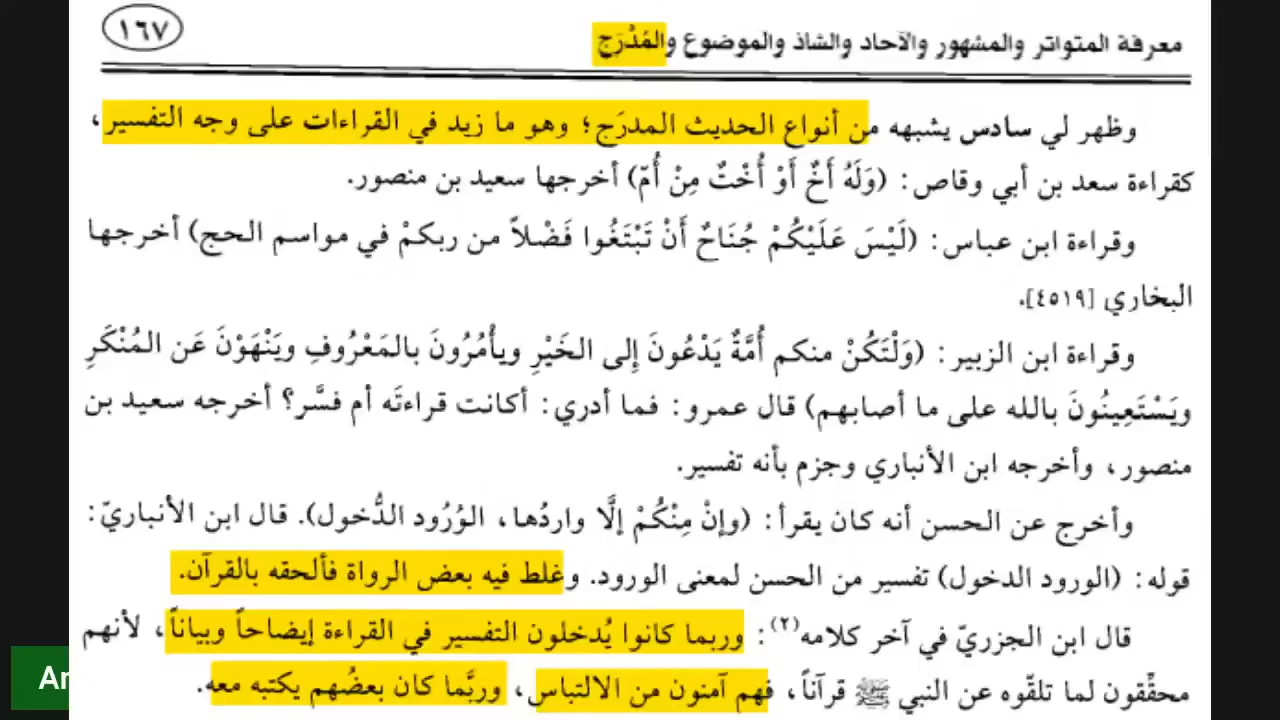 معرفة المتواتر والمشهور والآحاد والشاذ والموضوع والمُدْرَج
١٦٧
وظهر لي سادس يشبهه من أنواع الحديث المدرَج؛ وهو ما زيد في القراءات على وجه التفسير،
كقراءة سعد بن أبي وقاص: (وَلَهُ أَخٌ أَوْ أُخْتٌ مِنْ أُمّ) أخرجها سعيد بن منصور.
وقراءة ابن عباس: (لَيْسَ عَلَيْكُمْ جُنَاحٌ أَنْ تَبْتَغُوا فَضْلاً من ربكمْ في مواسم الحج) أخرجها
البخاري [٤٥١٩].
وقراءة ابن الزبير: (وَلْتَكُنْ منكم أُمَّةٌ يَدْعُونَ إِلى الخَيْرِ ويأْمُرُونَ بالمَعْرُوفِ ويَنْهَوْنَ عَن المُنْكَرِ
ويَسْتَعِينُونَ بالله على ما أصابهم) قال عمرو: فما أدري: أكانت قراءتَه أم فسَّر؟ أخرجه سعيد بن
منصور، وأخرجه ابن الأنباري وجزم بأنه تفسير.
وأخرج عن الحسن أنه كان يقرأ: (وإنْ مِنْكُمْ إلَّا واردُها، الوُرُود الدُّخول). قال ابن الأنباريّ:
قوله: (الورود الدخول) تفسير من الحسن لمعنى الورود. وغلط فيه بعض الرواة فألحقه بالقرآن.
قال ابن الجزريّ في آخر كلامه(٢): وربما كانوا يُدخلون التفسير في القراءة إيضاحاً وبياناً، لأنهم
محقِّقون لما تلقّوه عن النبي ﷺ قرآناً، فهم آمنون من الالتباس، وربَّما كان بعضُهم يكتبه معه.